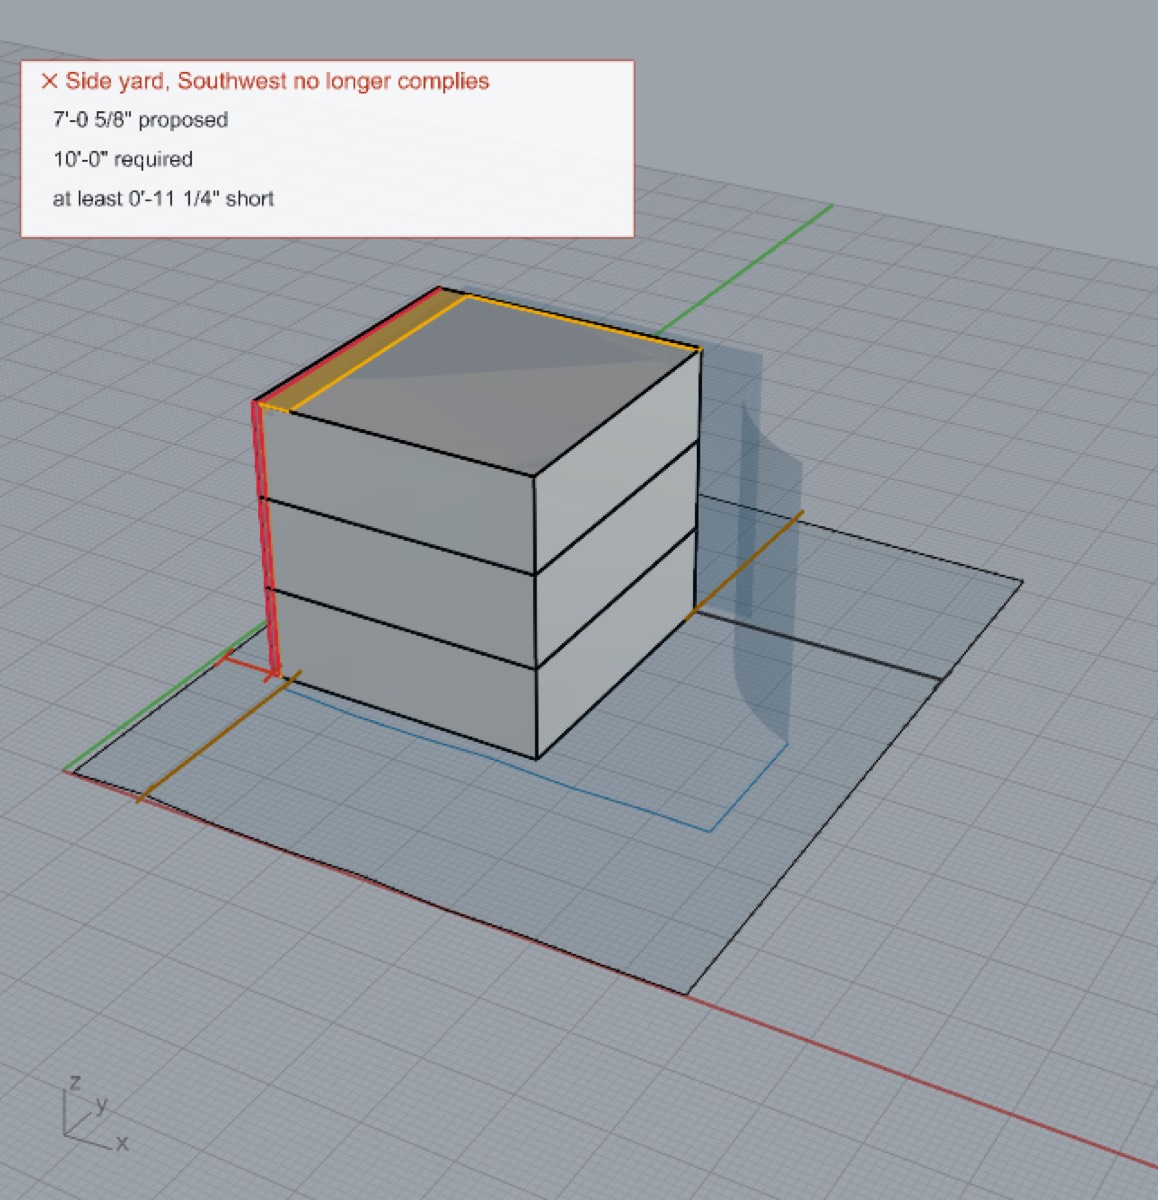 × Side yard, Southwest no longer complies
7'-0 5/8" proposed
10'-0" required
at least 0'-11 1/4" short
z
y
x